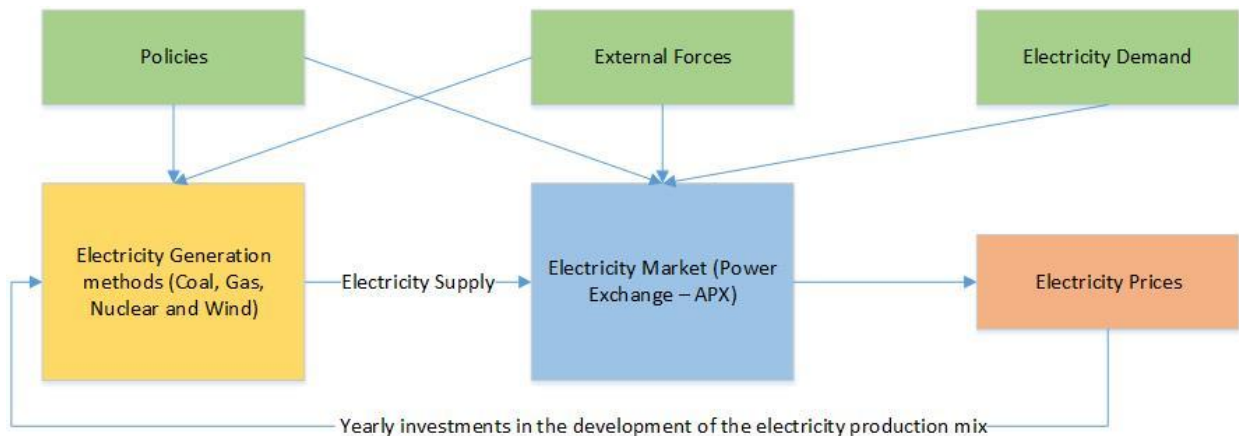 Policies
External Forces
Electricity Demand
Electricity Generation
methods (Coal, Gas,
Nuclear and Wind)
Electricity Supply
Electricity Market (Power
Exchange – APX)
Electricity Prices
Yearly investments in the development of the electricity production mix